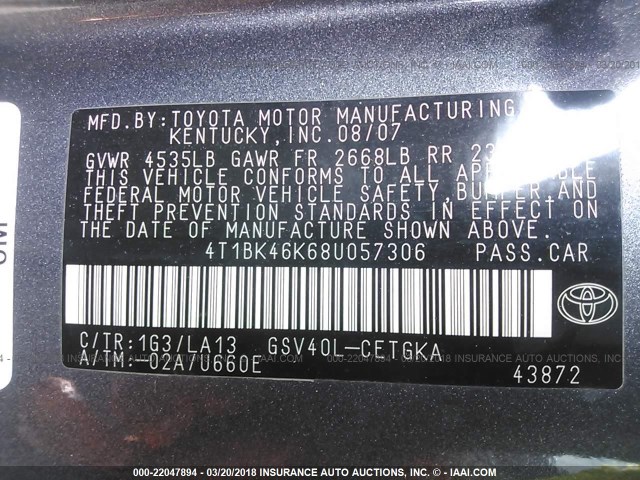 MFD.BY:TOYOTA MOTOR MANUFACTURING
KENTUCKY,INC.08/07
GVWR 4535LB GAWR FR 2668LB RR
THIS VEHICLE CONFORMS TO ALL
FEDERAL MOTOR VEHICLE SAFETY,BUMPER,AND
THEFT PREVENTION STANDARDS IN EFFECT ON
THE DATE OF MANUFACTURE SHOWN ABOVE.
4T1BK46K68U057306 PASS.CAR
C/TR:1G3/LA13 GSV40L-CETGKA
A/TM:-02A/U660E
43872
000-22047894 - 03/20/2018 INSURANCE AUTO AUCTIONS, INC. - © IAAI.COM